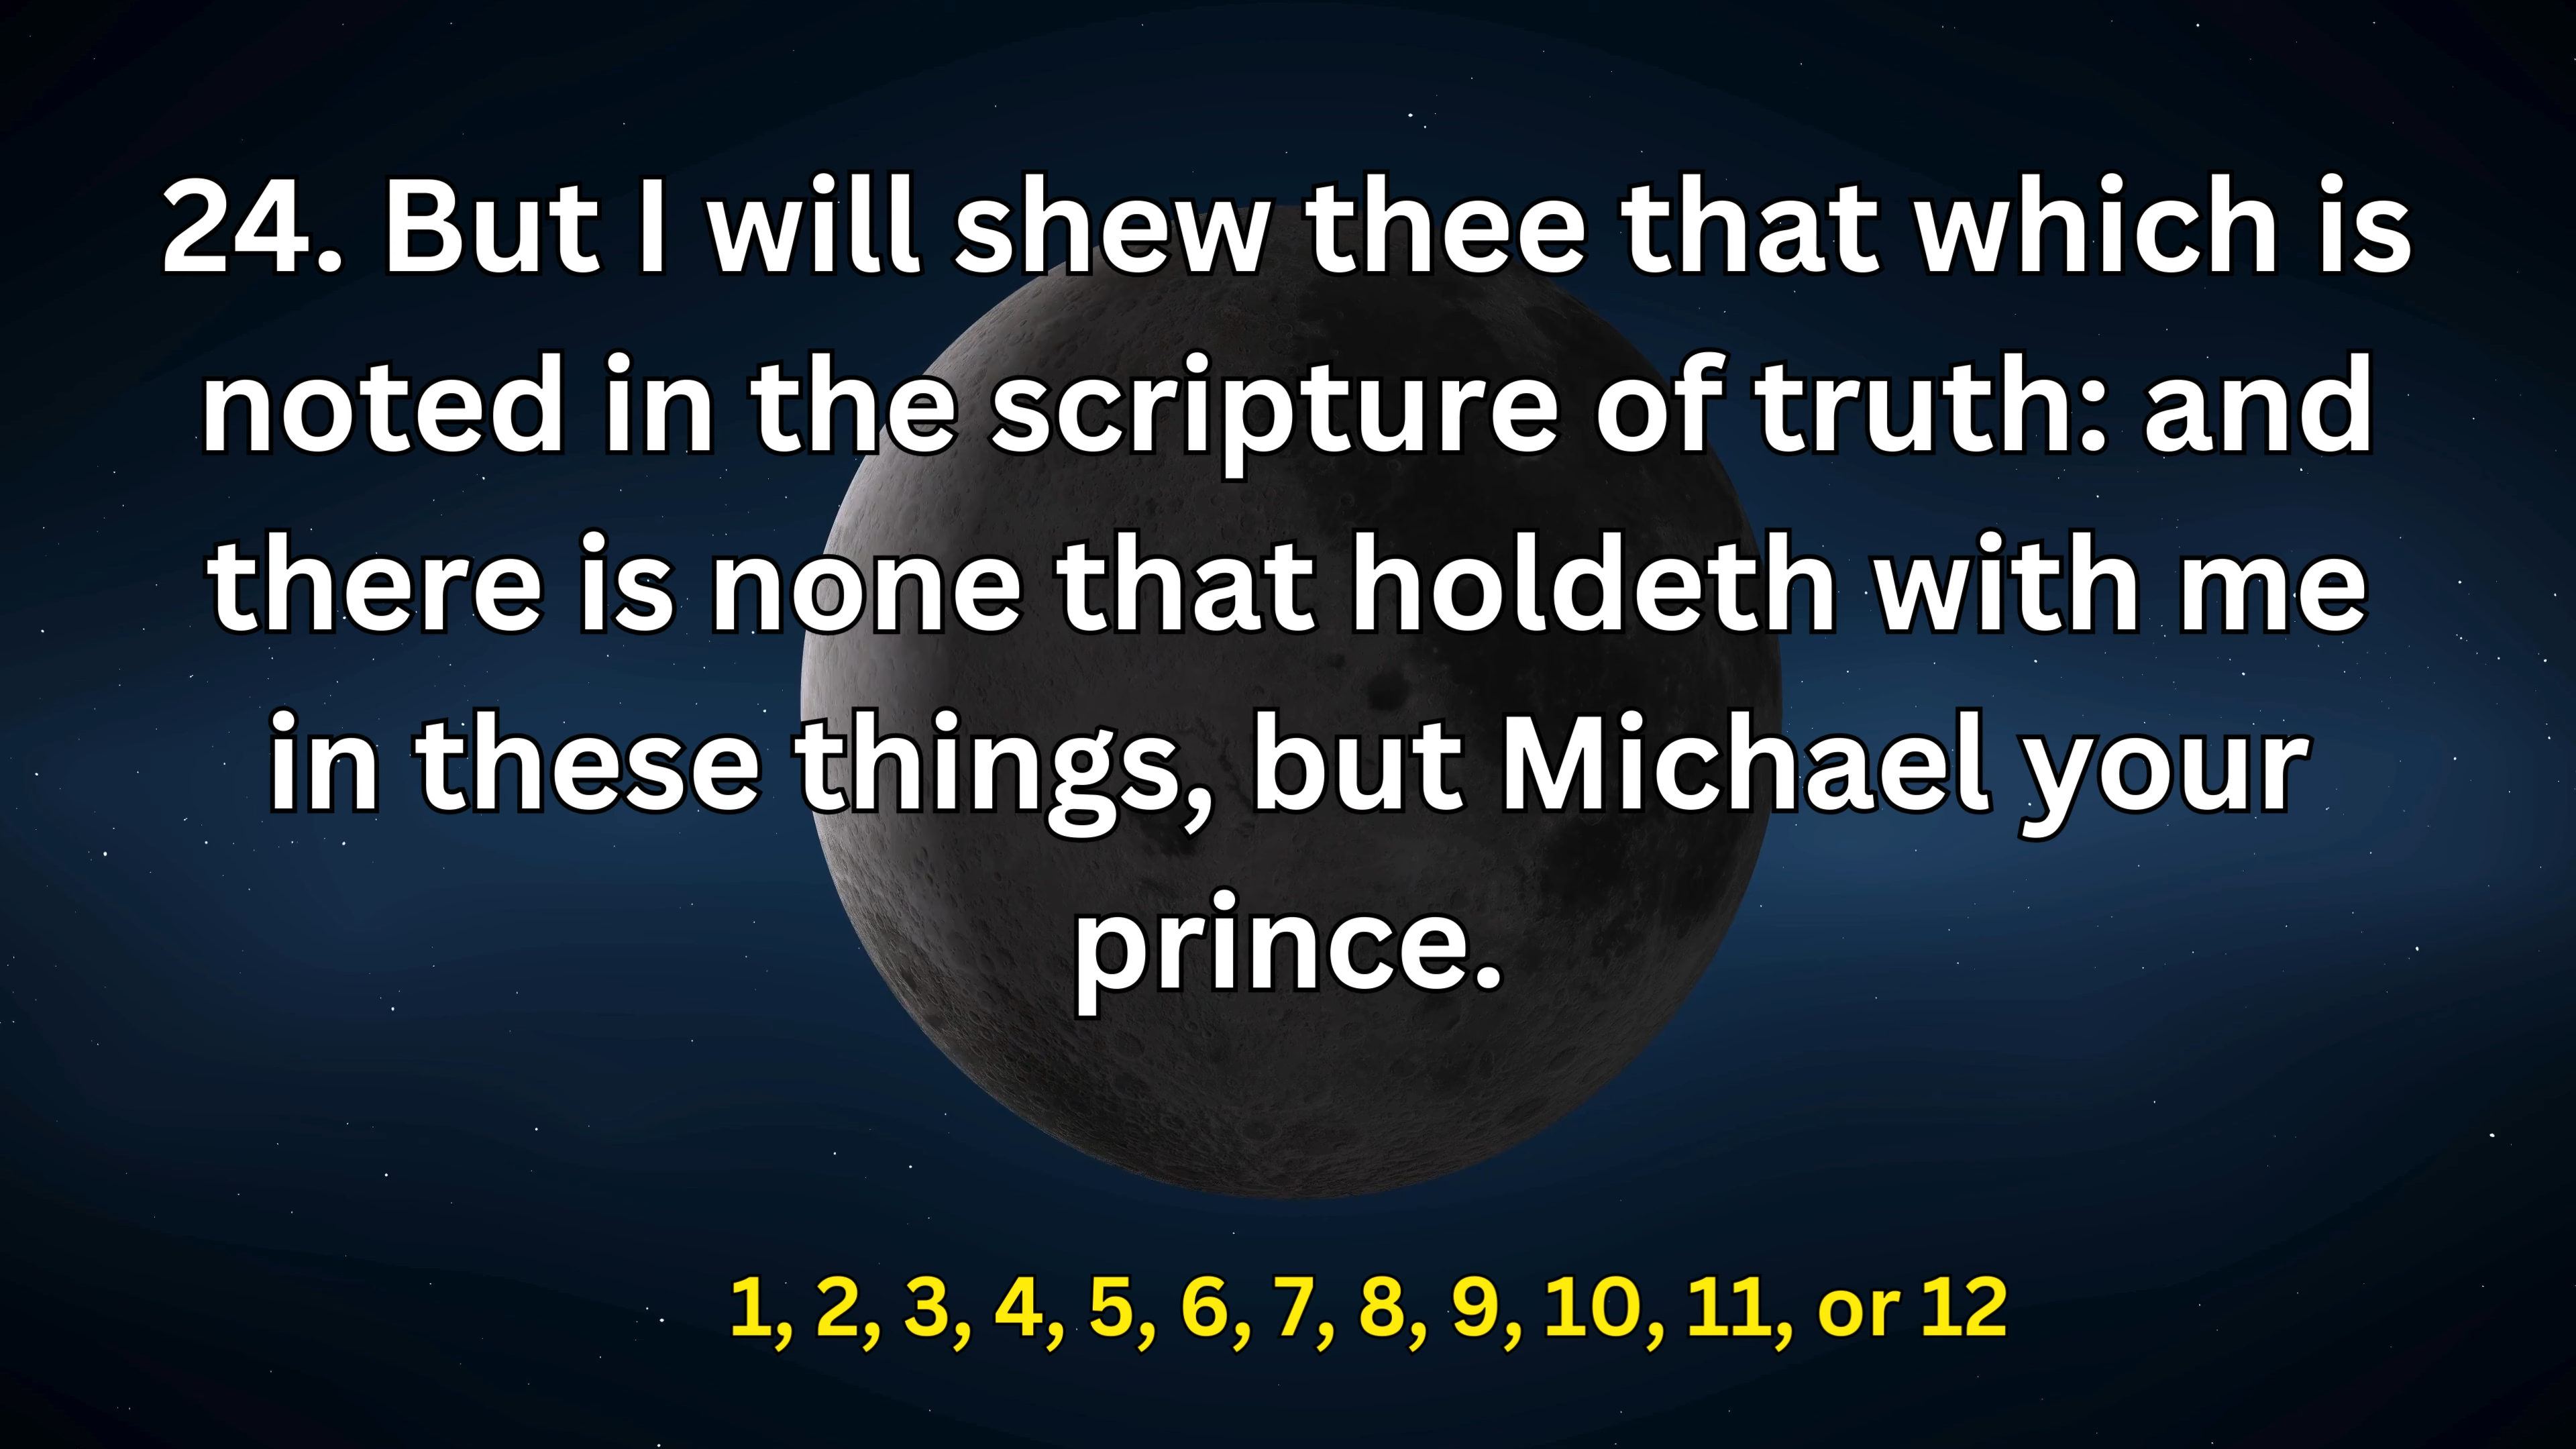 24. But I will shew thee that which is
noted in the scripture of truth: and
there is none that holdeth with me
in these things, but Michael your
prince.
1, 2, 3, 4, 5, 6, 7, 8, 9, 10, 11, or 12